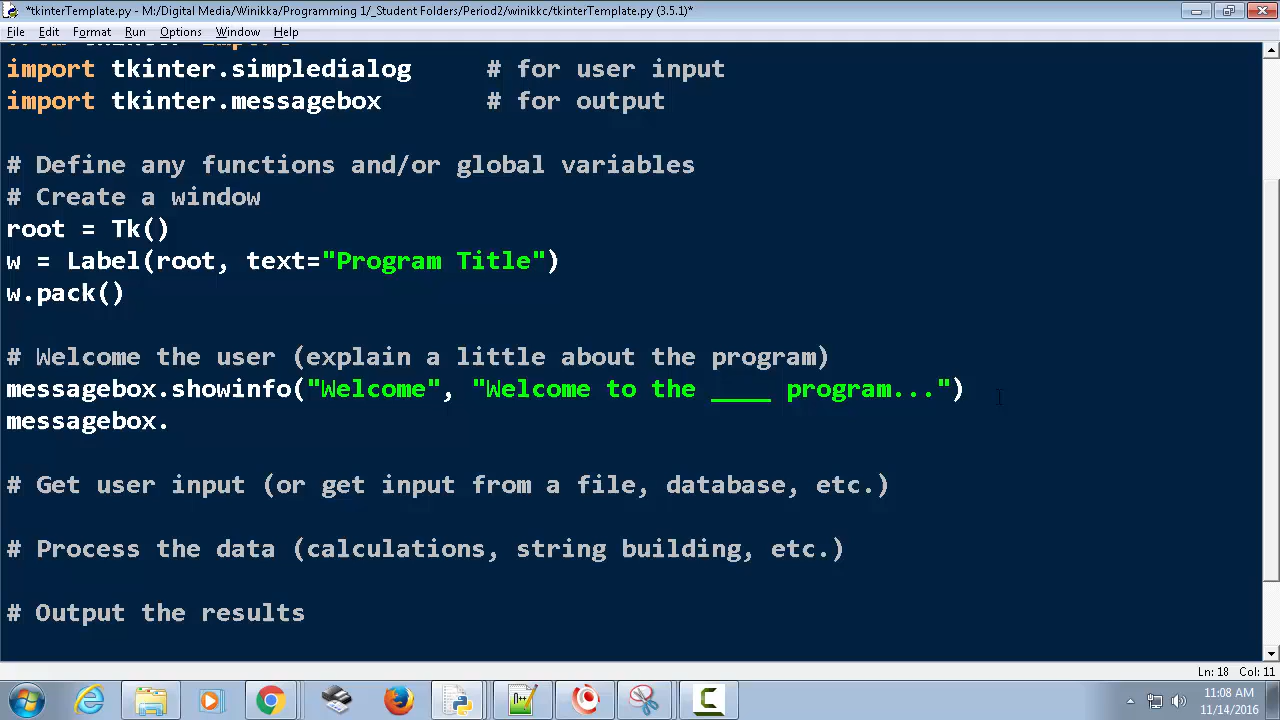 *tkinterTemplate.py - M:/Digital Media/Winikka/Programming 1/_Student Folders/Period2/winikkc/tkinterTemplate.py (3.5.1)*
File Edit Format Run Options Window Help
import tkinter.simpledialog # for user input
import tkinter.messagebox # for output
# Define any functions and/or global variables
# Create a window
root = Tk()
w = Label(root, text="Program Title")
w.pack()
# Welcome the user (explain a little about the program)
messagebox.showinfo("Welcome", "Welcome to the ____ program...")
messagebox.
# Get user input (or get input from a file, database, etc.)
# Process the data (calculations, string building, etc.)
# Output the results
Ln: 18 Col: 11
11:08 AM
11/14/2016